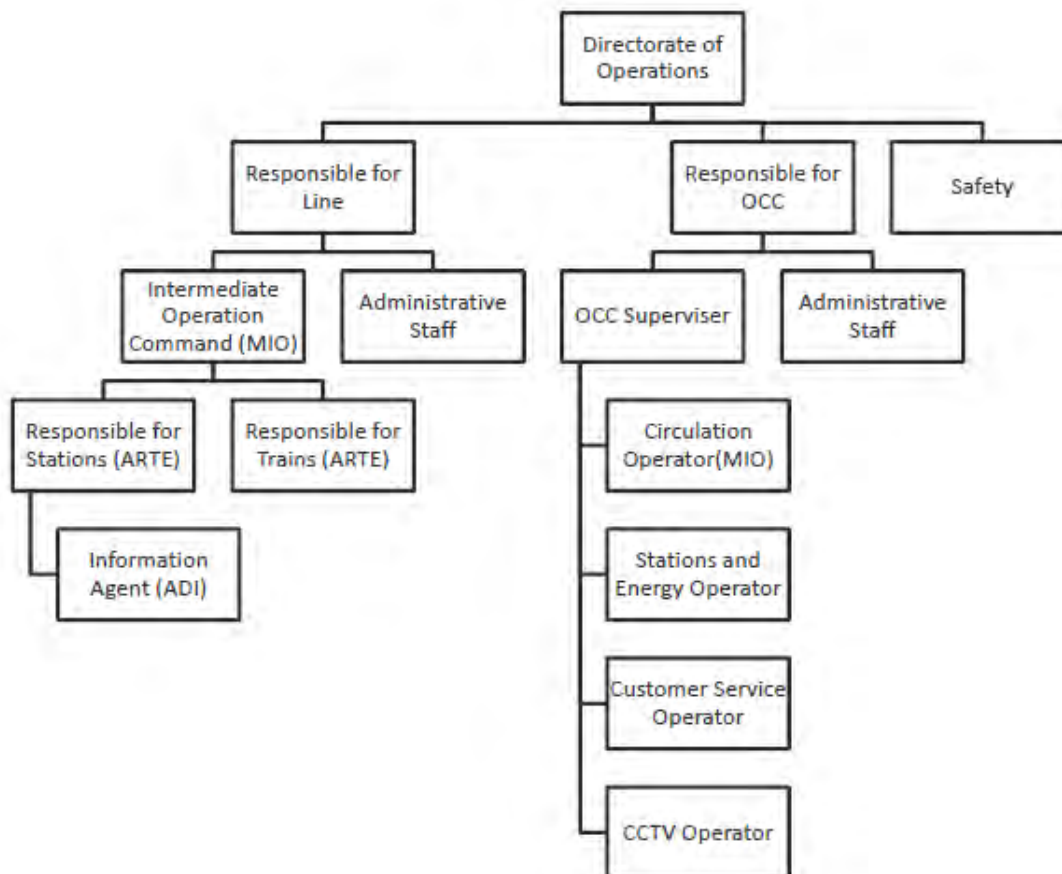 Directorate of
Operations
Responsible for
Line
Responsible for
OCC
Safety
Intermediate
Operation
Command (MIO)
Administrative
Staff
OCC Superviser
Administrative
Staff
Responsible for
Stations (ARTE)
Responsible for
Trains (ARTE)
Circulation
Operator(MIO)
Information
Agent (ADI)
Stations and
Energy Operator
Customer Service
Operator
CCTV Operator